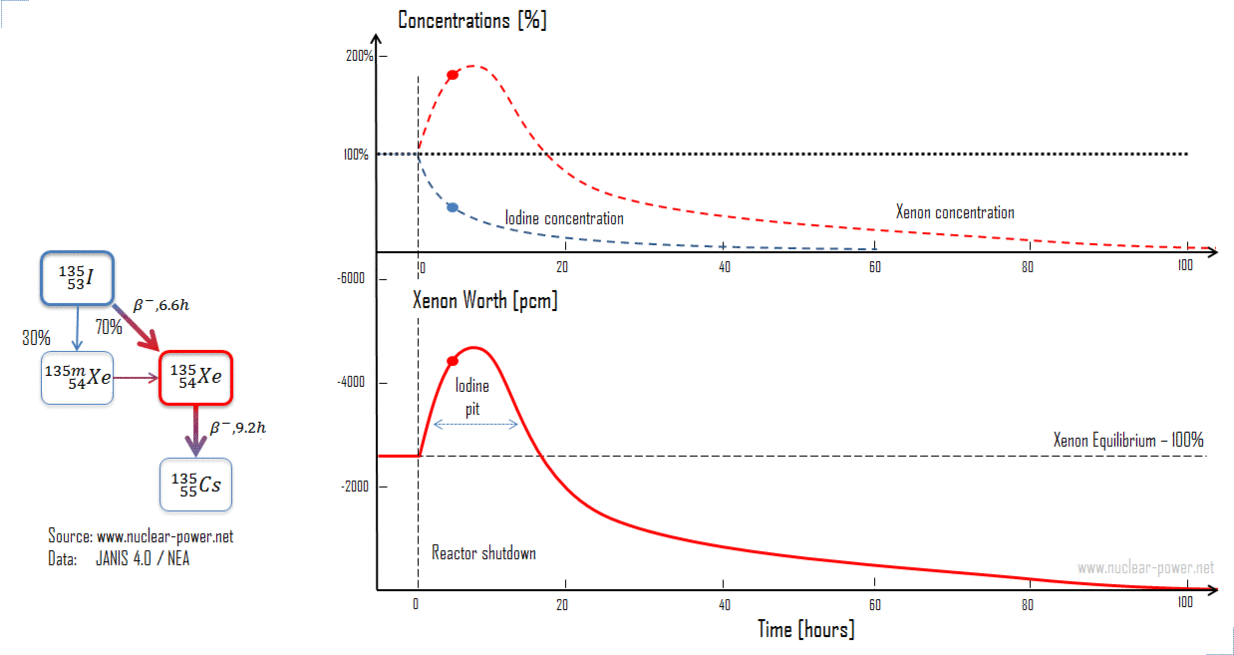 Concentrations [%]
200%
100%
Iodine concentration
Xenon concentration
0 20 40 60 80 100
-6000
Xenon Worth [pcm]
-4000
Iodine
pit
Xenon Equilibrium – 100%
-2000
Reactor shutdown
www.nuclear-power.net
0 20 40 60 80 100
Time [hours]
¹³⁵₅₃I
β⁻,6.6h
30%
70%
¹³⁵ᵐ₅₄Xe
¹³⁵₅₄Xe
β⁻,9.2h
¹³⁵₅₅Cs
Source: www.nuclear-power.net
Data: JANIS 4.0 / NEA